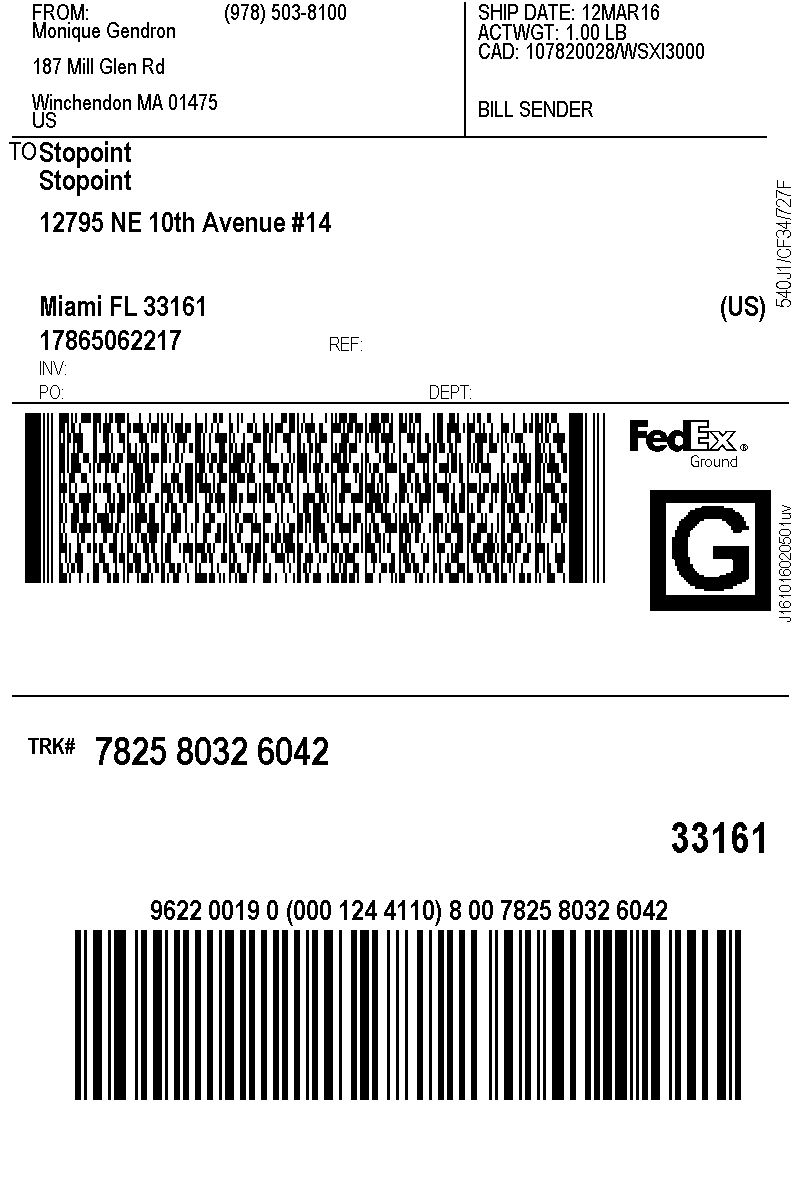 FROM: (978) 503-8100
Monique Gendron
187 Mill Glen Rd
Winchendon MA 01475
US
SHIP DATE: 12MAR16
ACTWGT: 1.00 LB
CAD: 107820028/WSXI3000
BILL SENDER
TO Stopoint
Stopoint
12795 NE 10th Avenue #14
Miami FL 33161 (US)
17865062217 REF:
INV:
PO: DEPT:
540J1/CF34/727F
FedEx®
Ground
G
J161016020501uv
TRK# 7825 8032 6042
33161
9622 0019 0 (000 124 4110) 8 00 7825 8032 6042